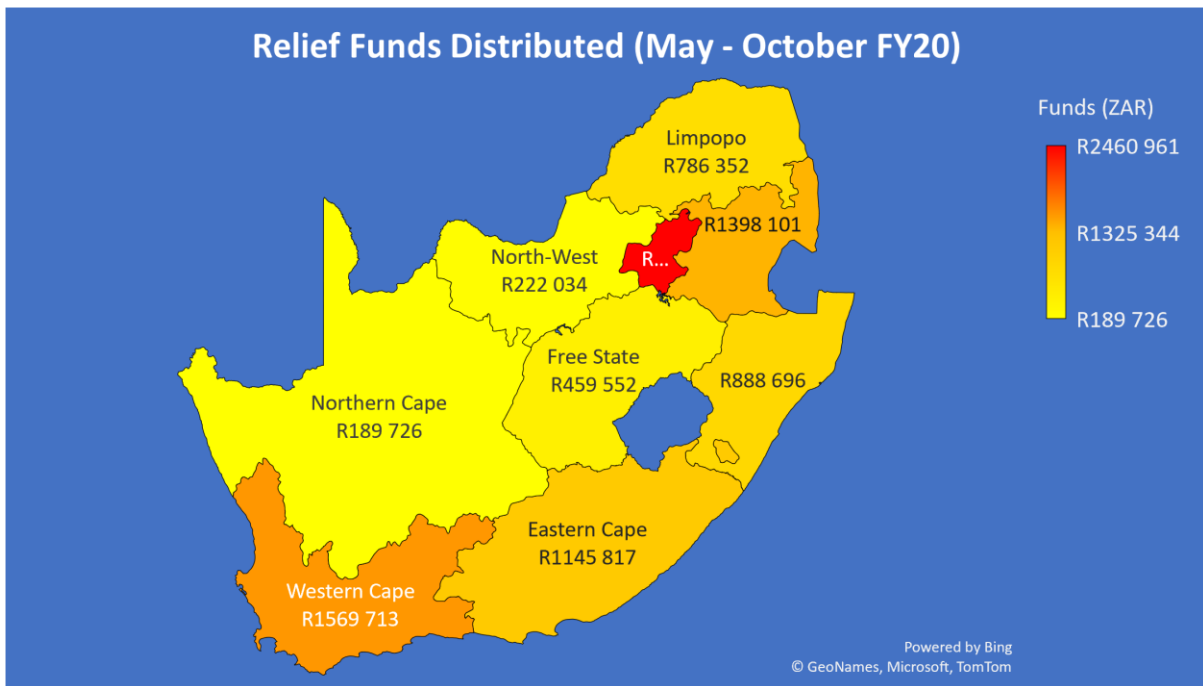 Relief Funds Distributed (May - October FY20)
Funds (ZAR)
R2460 961
R1325 344
R189 726
Limpopo
R786 352
R1398 101
R...
North-West
R222 034
Free State
R459 552
R888 696
Northern Cape
R189 726
Eastern Cape
R1145 817
Western Cape
R1569 713
Powered by Bing
© GeoNames, Microsoft, TomTom